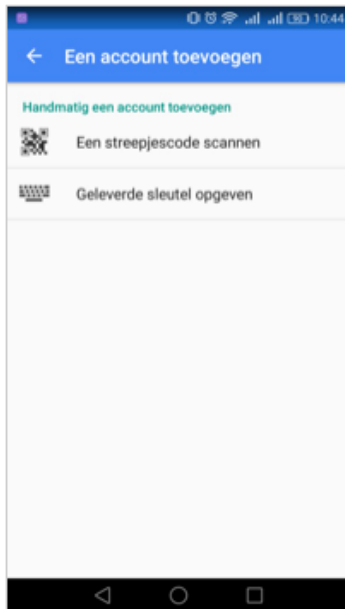 10:44
Een account toevoegen
Handmatig een account toevoegen
Een streepjescode scannen
Geleverde sleutel opgeven